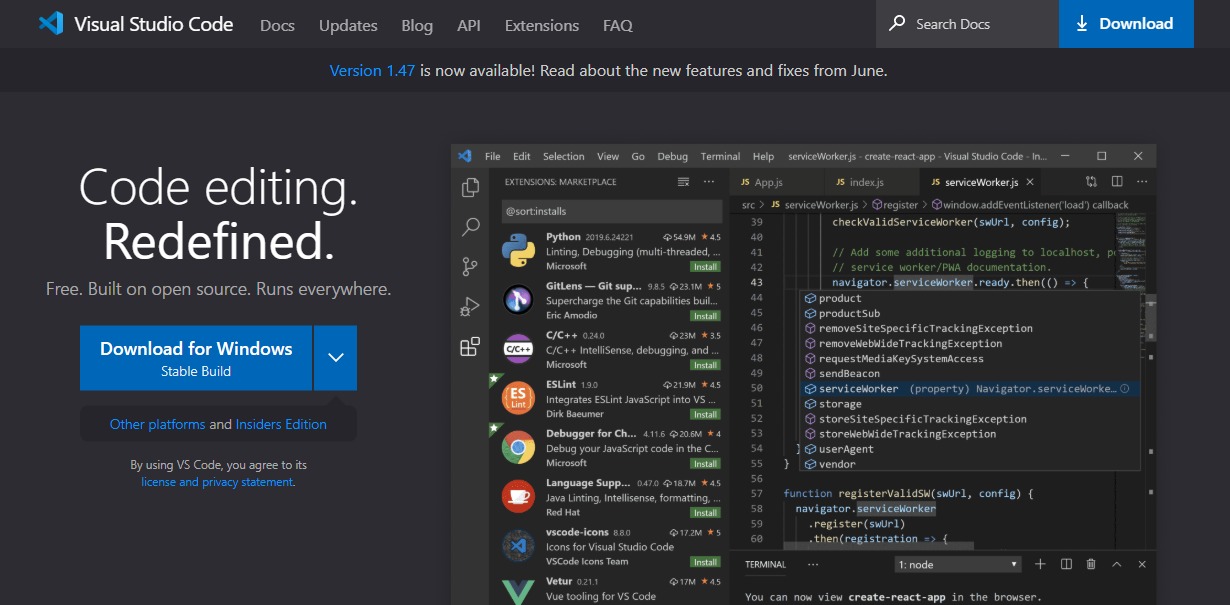 Visual Studio Code Docs Updates Blog API Extensions FAQ Search Docs Download
Version 1.47 is now available! Read about the new features and fixes from June.
Code editing.
Redefined.
Free. Built on open source. Runs everywhere.
Download for Windows
Stable Build
Other platforms and Insiders Edition
By using VS Code, you agree to its
license and privacy statement.
File Edit Selection View Go Debug Terminal Help serviceWorker.js - create-react-app - Visual Studio Code - In...
EXTENSIONS: MARKETPLACE
@sort:installs
Python 2019.6.24221 54.9M 4.5
Linting, Debugging (multi-threaded, ...
Microsoft Install
GitLens — Git sup... 9.8.5 23.1M 5
Supercharge the Git capabilities buil...
Eric Amodio Install
C/C++ 0.24.0 23M 3.5
C/C++ IntelliSense, debugging, and ...
Microsoft Install
C/C++
ESLint 1.9.0 21.9M 4.5
Integrates ESLint JavaScript into VS ...
Dirk Baeumer Install
ES
Lint
Debugger for Ch... 4.11.6 20.6M 4
Debug your JavaScript code in the C...
Microsoft Install
Language Supp... 0.47.0 18.7M 4.5
Java Linting, Intellisense, formatting, ...
Red Hat Install
vscode-icons 8.8.0 17.2M 5
Icons for Visual Studio Code
VSCode Icons Team Install
Vetur 0.21.1 17M 4.5
Vue tooling for VS Code
JS App.js JS index.js JS serviceWorker.js
src > JS serviceWorker.js > register > window.addEventListener('load') callback
39 checkValidServiceWorker(swUrl, config);
40
41 // Add some additional logging to localhost, p
42 // service worker/PWA documentation.
43 navigator.serviceWorker.ready.then(() => {
44 product
45 productSub
46 removeSiteSpecificTrackingException
47 removeWebWideTrackingException
48 requestMediaKeySystemAccess
49 sendBeacon
50 serviceWorker (property) Navigator.serviceWorke...
51 storage
52 storeSiteSpecificTrackingException
53 storeWebWideTrackingException
54 } userAgent
55 } vendor
56
57 function registerValidSW(swUrl, config) {
58 navigator.serviceWorker
59 .register(swUrl)
60 .then(registration => {
TERMINAL ... 1: node
You can now view create-react-app in the browser.